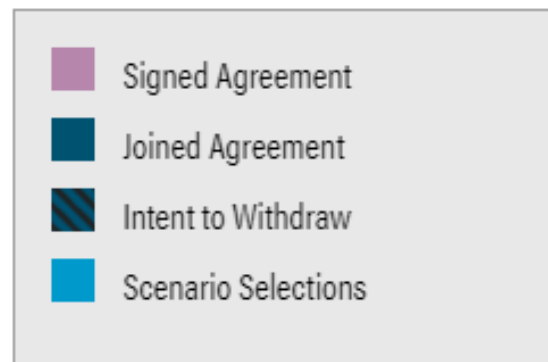 Signed Agreement
Joined Agreement
Intent to Withdraw
Scenario Selections